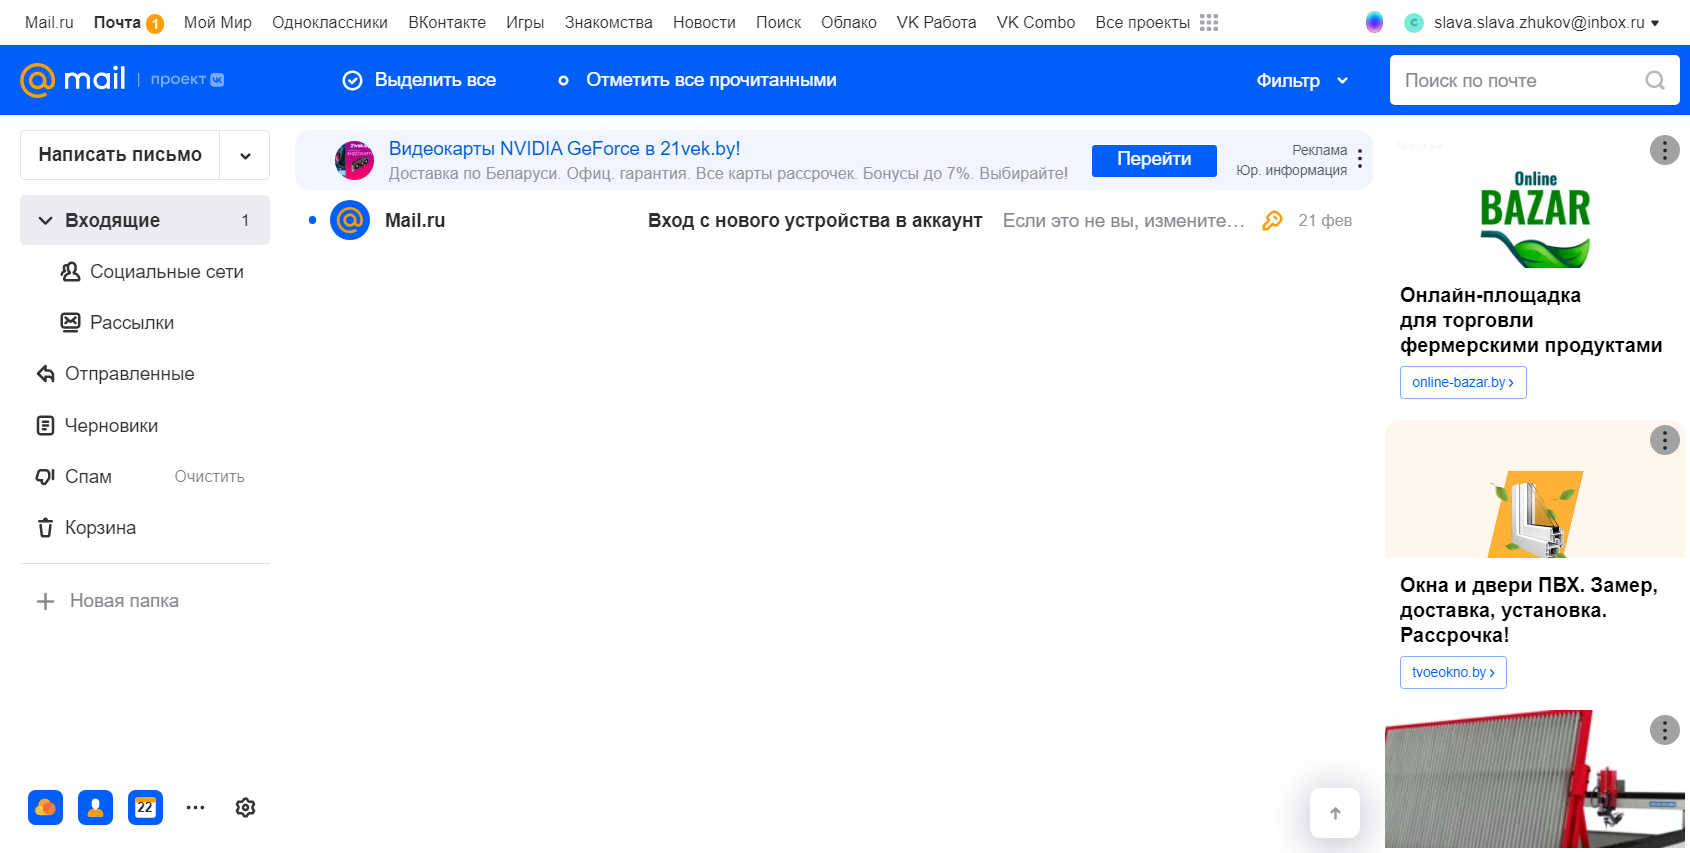 Mail.ru Почта 1 Мой Мир Одноклассники ВКонтакте Игры Знакомства Новости Поиск Облако VK Работа VK Combo Все проекты C slava.slava.zhukov@inbox.ru
@mail | проект Выделить все Отметить все прочитанными Фильтр Поиск по почте
Написать письмо
Входящие 1
Социальные сети
Рассылки
Отправленные
Черновики
Спам Очистить
Корзина
Новая папка
22
Видеокарты NVIDIA GeForce в 21vek.by!
Доставка по Беларуси. Офиц. гарантия. Все карты рассрочек. Бонусы до 7%. Выбирайте!
Перейти
Реклама
Юр. информация
Mail.ru Вход с нового устройства в аккаунт Если это не вы, измените… 21 фев
Online
BAZAR
Онлайн-площадка
для торговли
фермерскими продуктами
online-bazar.by
Окна и двери ПВХ. Замер,
доставка, установка.
Рассрочка!
tvoeokno.by